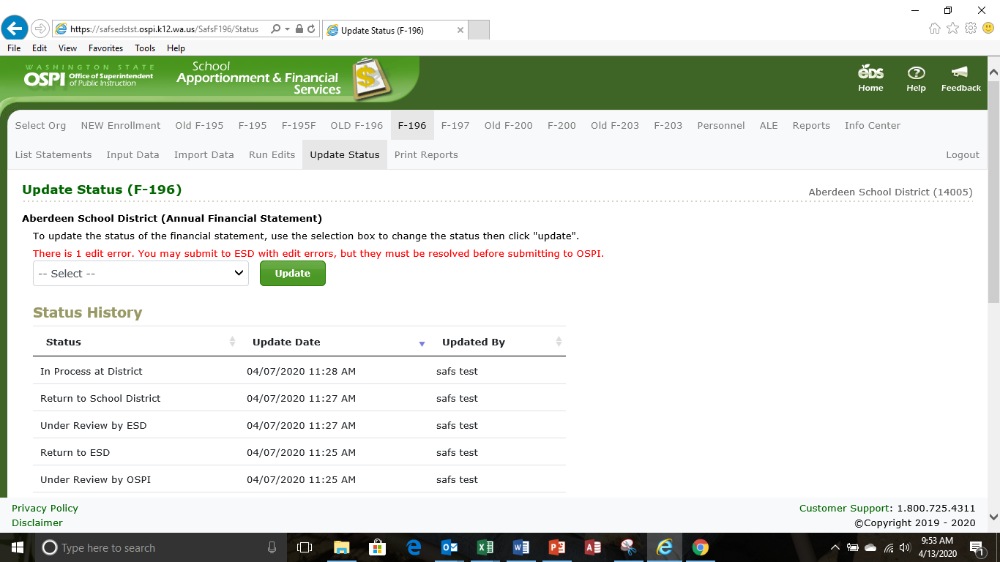 https://safsedstst.ospi.k12.wa.us/SafsF196/Status
Update Status (F-196)
File Edit View Favorites Tools Help
WASHINGTON STATE
OSPI Office of Superintendent of Public Instruction
School
Apportionment & Financial
Services
eds
Home Help Feedback
Select Org NEW Enrollment Old F-195 F-195 F-195F OLD F-196 F-196 F-197 Old F-200 F-200 Old F-203 F-203 Personnel ALE Reports Info Center
List Statements Input Data Import Data Run Edits Update Status Print Reports Logout
Update Status (F-196) Aberdeen School District (14005)
Aberdeen School District (Annual Financial Statement)
To update the status of the financial statement, use the selection box to change the status then click "update".
There is 1 edit error. You may submit to ESD with edit errors, but they must be resolved before submitting to OSPI.
-- Select -- Update
Status History
Status Update Date Updated By
In Process at District 04/07/2020 11:28 AM safs test
Return to School District 04/07/2020 11:27 AM safs test
Under Review by ESD 04/07/2020 11:27 AM safs test
Return to ESD 04/07/2020 11:25 AM safs test
Under Review by OSPI 04/07/2020 11:25 AM safs test
Privacy Policy Customer Support: 1.800.725.4311
Disclaimer ©Copyright 2019 - 2020
Type here to search
9:53 AM
4/13/2020
1